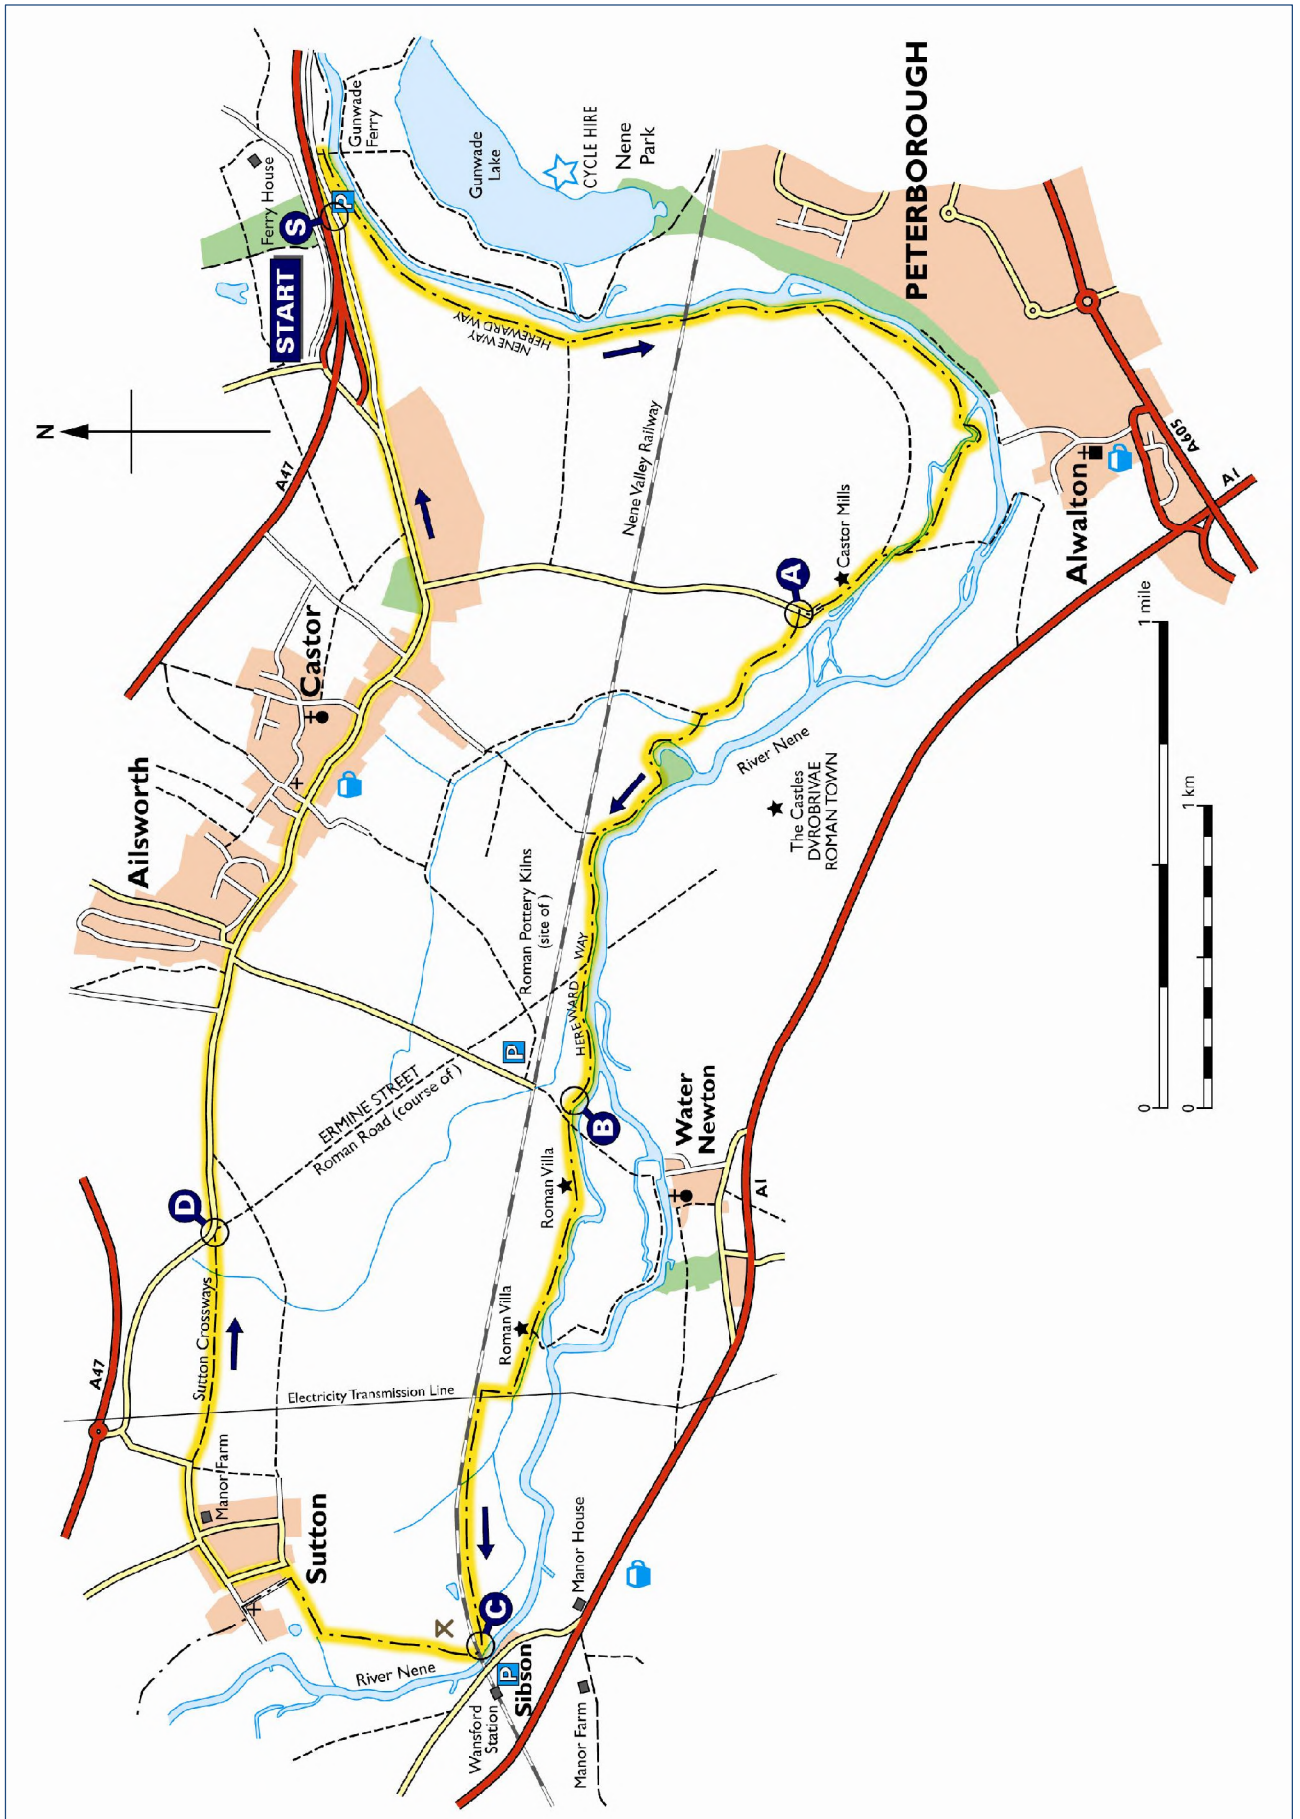 N
START
S
Ferry House
Gunwade
Ferry
P
Gunwade
Lake
CYCLE HIRE
Nene
Park
PETERBOROUGH
NENE WAY
HEREWARD WAY
A47
Nene Valley Railway
Castor Mills
A
Alwalton
A605
A1
Castor
Ailsworth
River Nene
The Castles
DVROBRIVAE
ROMAN TOWN
Roman Pottery Kilns
(site of)
HEREWARD WAY
P
ERMINE STREET
Roman Road (course of)
B
Water
Newton
A1
Roman Villa
Roman Villa
D
Sutton Crossways
A47
Electricity Transmission Line
Manor Farm
Sutton
C
River Nene
P
Sibson
Wansford
Station
Manor House
Manor Farm
0
1 mile
0
1 km